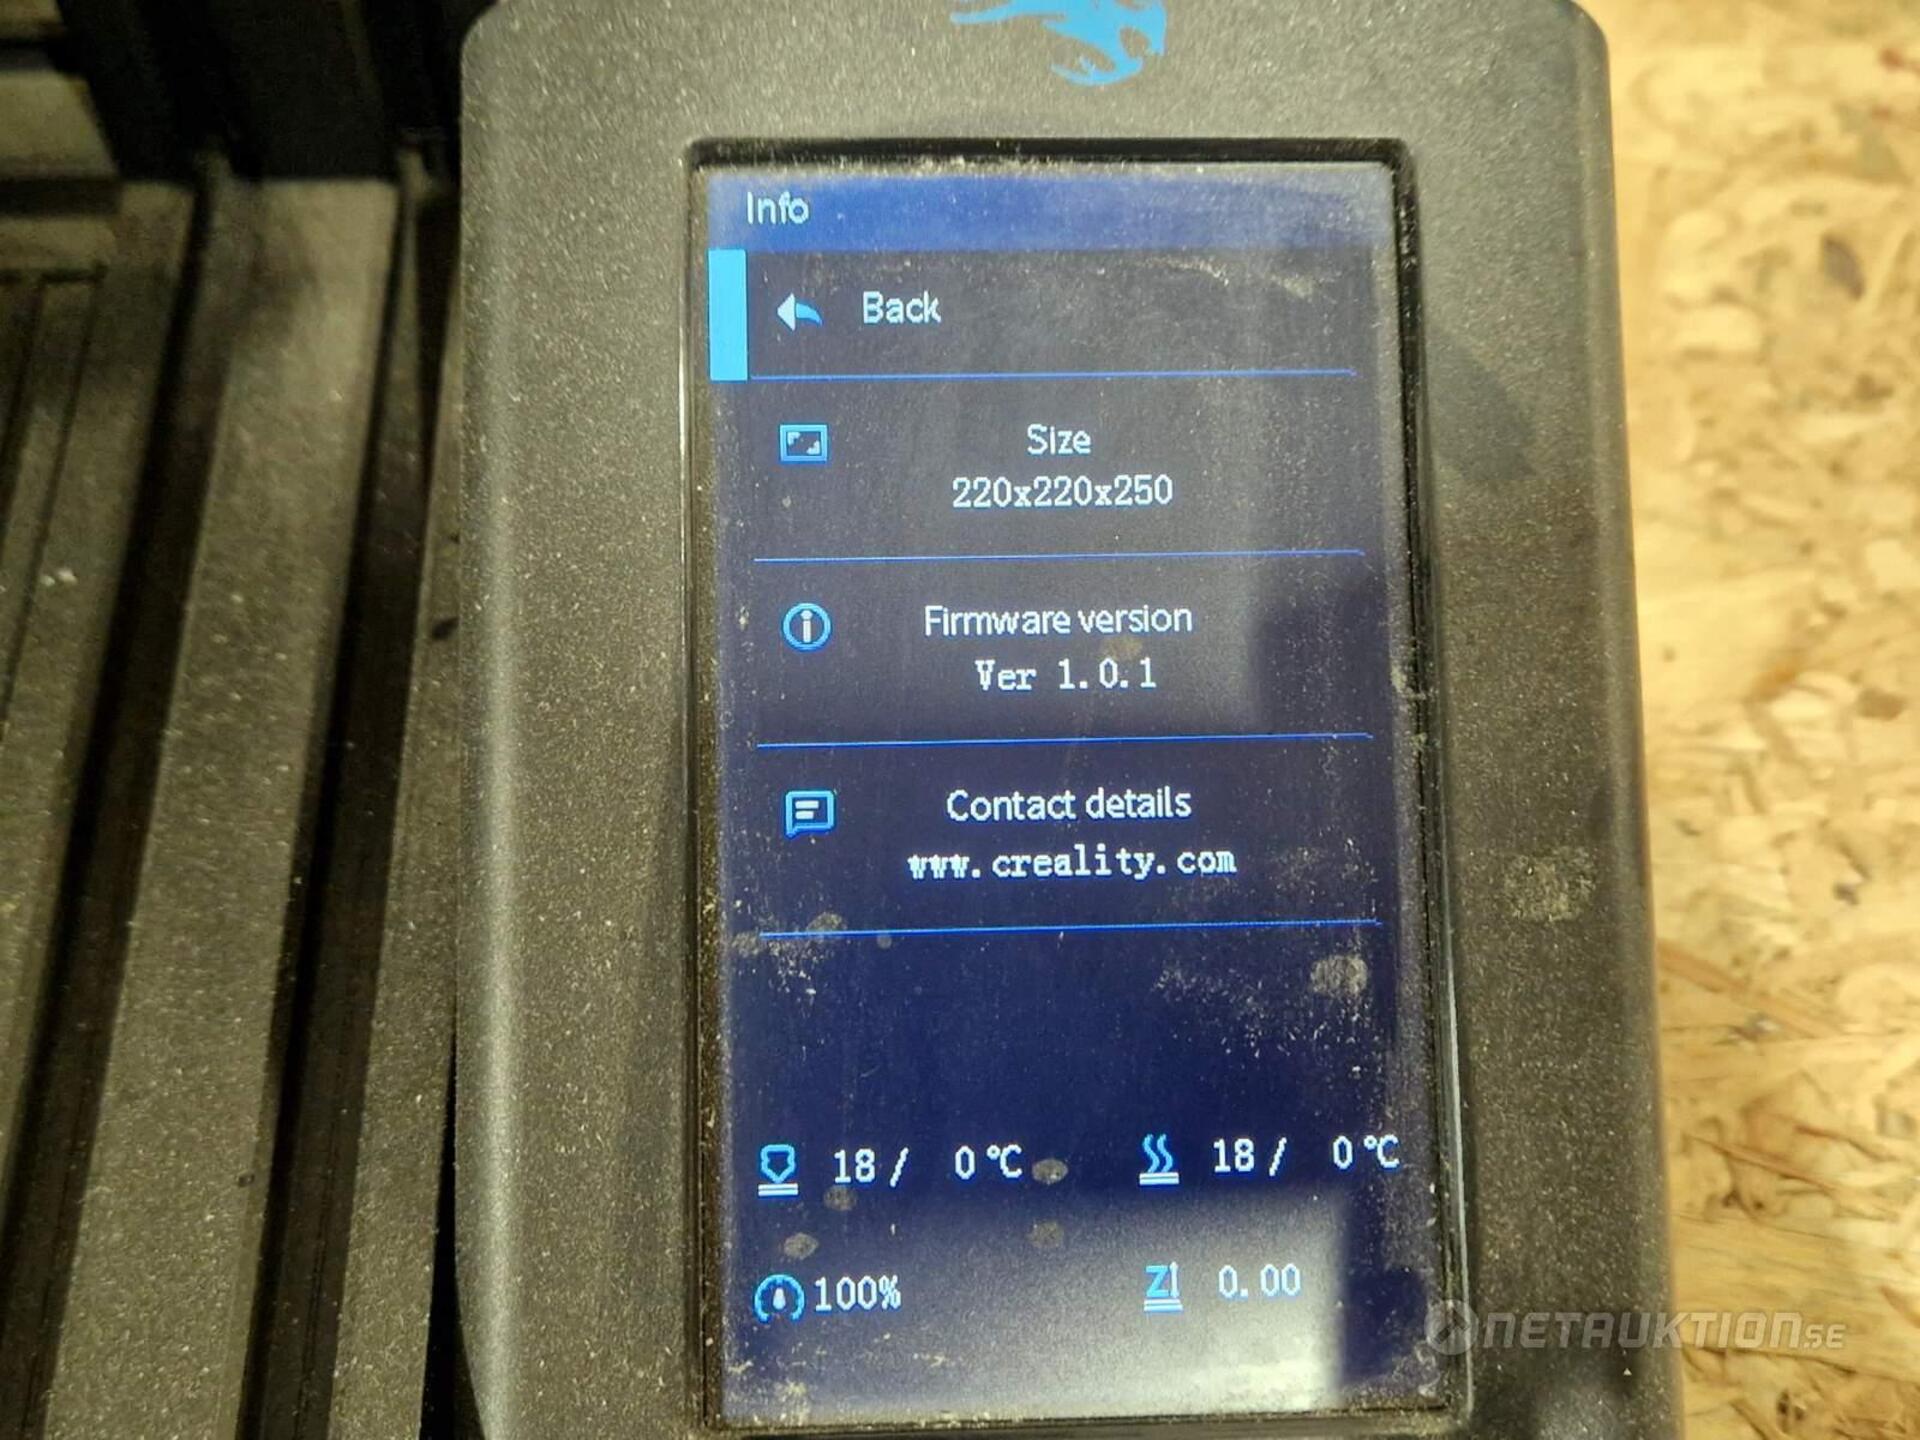 Info
Back
Size
220x220x250
Firmware version
Ver 1.0.1
Contact details
www.creality.com
18 / 0 °C 18 / 0 °C
100% Z 0.00
NETAUKTION.SE